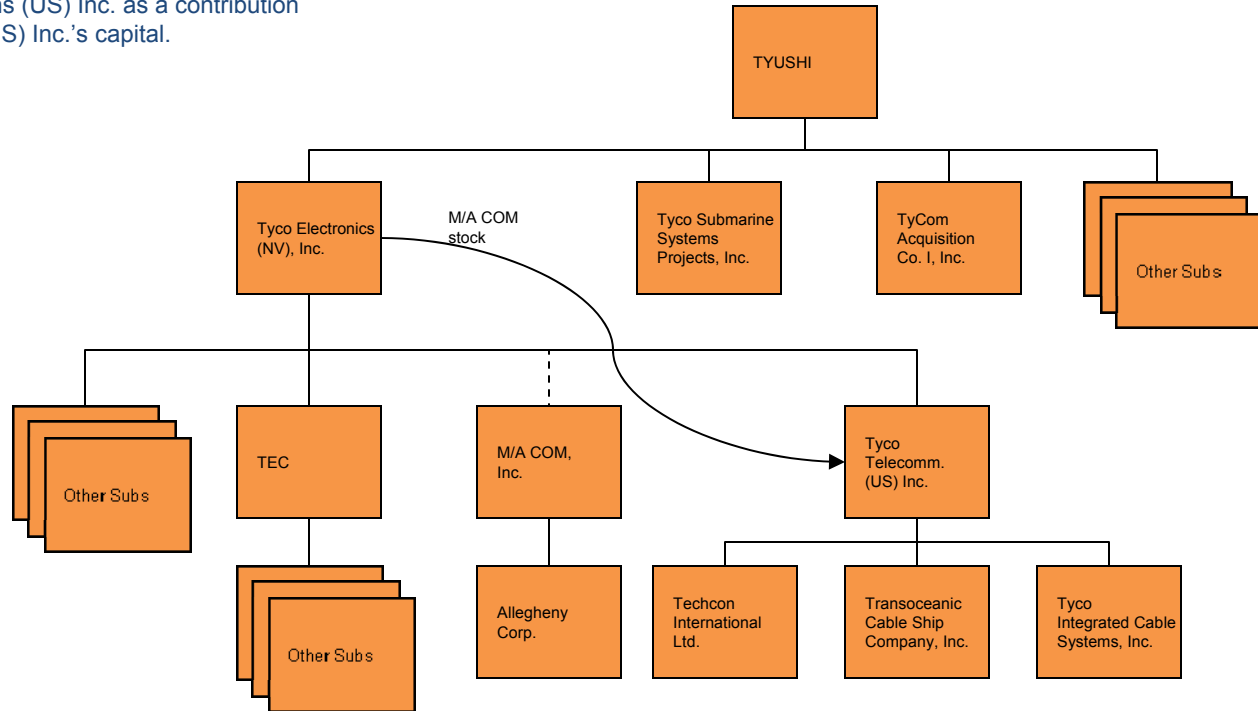 ns (US) Inc. as a contribution
S) Inc.'s capital.
TYUSHI
Tyco Electronics
(NV), Inc.
M/A COM
stock
Tyco Submarine
Systems
Projects, Inc.
TyCom
Acquisition
Co. I, Inc.
Other Subs
Other Subs
TEC
M/A COM,
Inc.
Tyco
Telecomm.
(US) Inc.
Other Subs
Allegheny
Corp.
Techcon
International
Ltd.
Transoceanic
Cable Ship
Company, Inc.
Tyco
Integrated Cable
Systems, Inc.